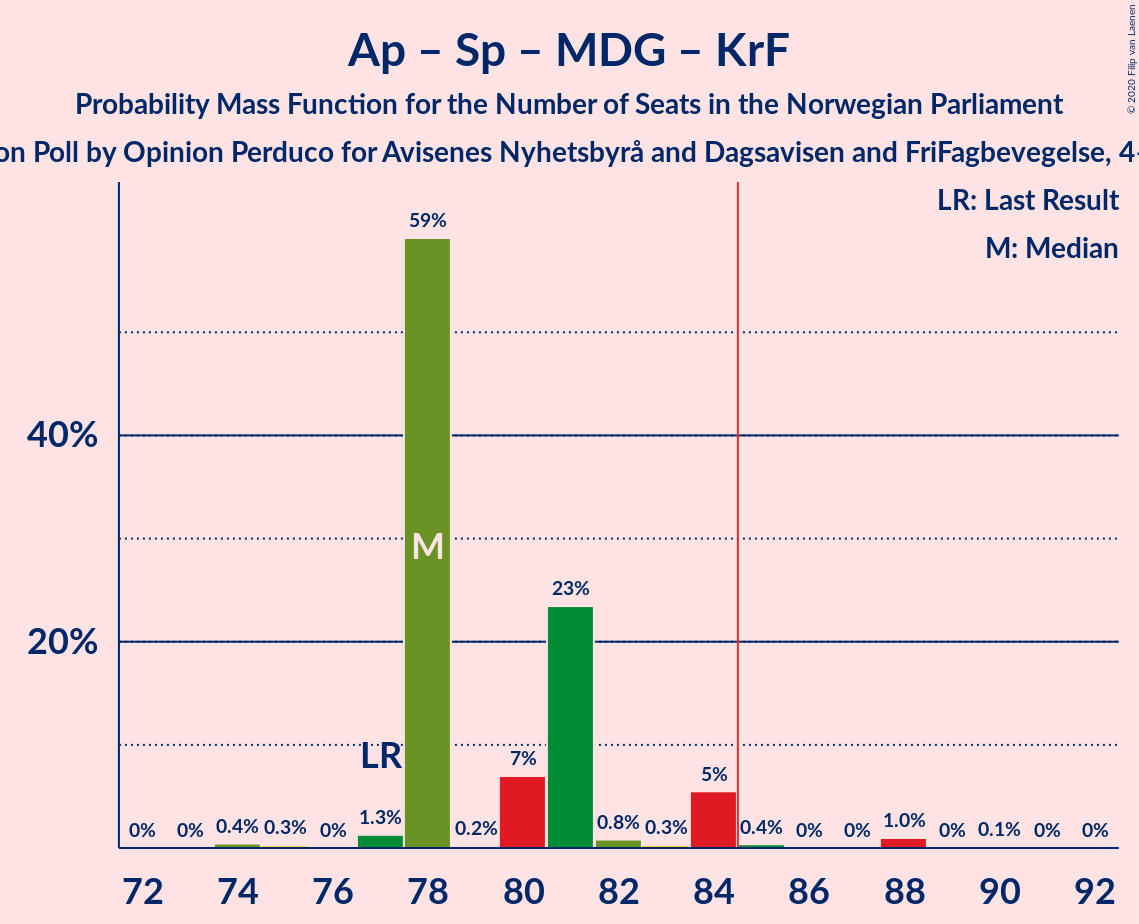 Ap – Sp – MDG – KrF
Probability Mass Function for the Number of Seats in the Norwegian Parliament
on Poll by Opinion Perduco for Avisenes Nyhetsbyrå and Dagsavisen and FriFagbevegelse, 4-
© 2020 Filip van Laenen
LR: Last Result
M: Median
40%
20%
0% 0% 0.4% 0.3% 0% 1.3% 59% 0.2% 7% 23% 0.8% 0.3% 5% 0.4% 0% 0% 1.0% 0% 0.1% 0% 0%
LR
M
72 74 76 78 80 82 84 86 88 90 92